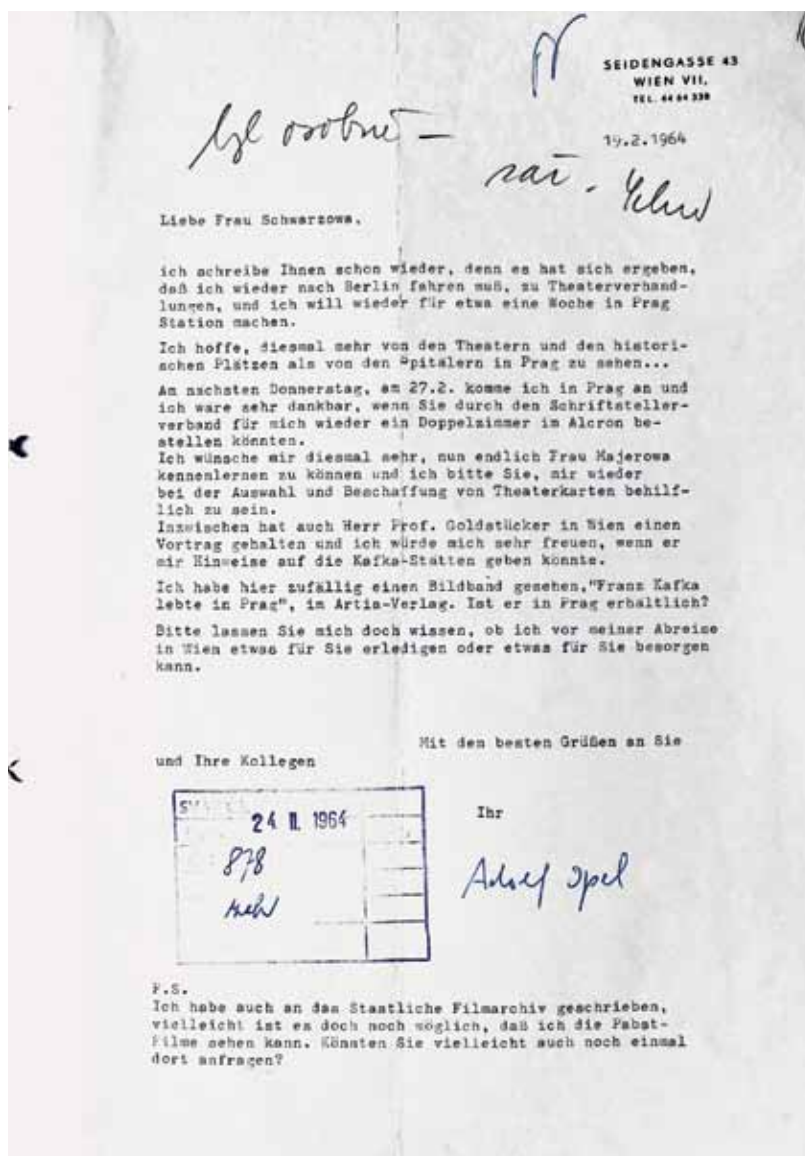 SEIDENGASSE 43
WIEN VII.
TEL. 44 64 338
19.2.1964
osobně –
Liebe Frau Schwarzowa.
ich schreibe Ihnen schon wieder, denn es hat sich ergeben,
daß ich wieder nach Berlin fahren muß, zu Theaterverhand-
lungen, und ich will wieder für etwa eine Woche in Prag
Station machen.
Ich hoffe, diesmal mehr von den Theatern und den histori-
schen Plätzen als von den Spitälern in Prag zu sehen...
Am nachsten Donnerstag, am 27.2. komme ich in Prag an und
ich ware sehr dankbar, wenn Sie durch den Schriftsteller-
verband für mich wieder ein Doppelzimmer im Alcron be-
stellen könnten.
Ich wünsche mir diesmal sehr, nun endlich Frau Majerowa
kennenlernen zu können und ich bitte Sie, mir wieder
bei der Auswahl und Beschaffung von Theaterkarten behilf-
lich zu sein.
Inzwischen hat auch Herr Prof. Goldstücker in Wien einen
Vortrag gehalten und ich würde mich sehr freuen, wenn er
mir Hinweise auf die Kafka-Statten geben könnte.
Ich habe hier zufällig einen Bildband gesehen,"Franz Kafka
lebte in Prag", im Artia-Verlag. Ist er in Prag erhältlich?
Bitte lassen Sie mich doch wissen, ob ich vor meiner Abreise
in Wien etwas für Sie erledigen oder etwas für Sie besorgen
kann.
Mit den besten Grüßen an Sie
und Ihre Kollegen
24 II. 1964
878
Ihr
Adolf Opel
P.S.
Ich habe auch an das Staatliche Filmarchiv geschrieben,
vielleicht ist es doch noch möglich, daß ich die Pabst-
Filme sehen kann. Könnten Sie vielleicht auch noch einmal
dort anfragen?